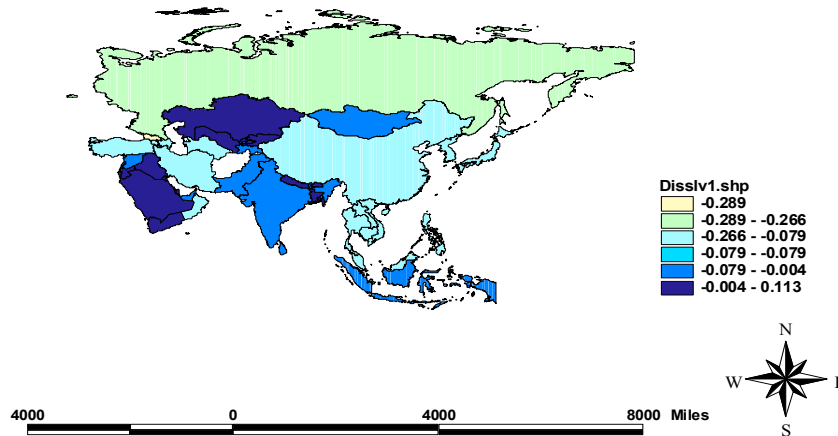 Disslv1.shp
-0.289
-0.289 - -0.266
-0.266 - -0.079
-0.079 - -0.079
-0.079 - -0.004
-0.004 - 0.113
N
W
S
4000 0 4000 8000 Miles